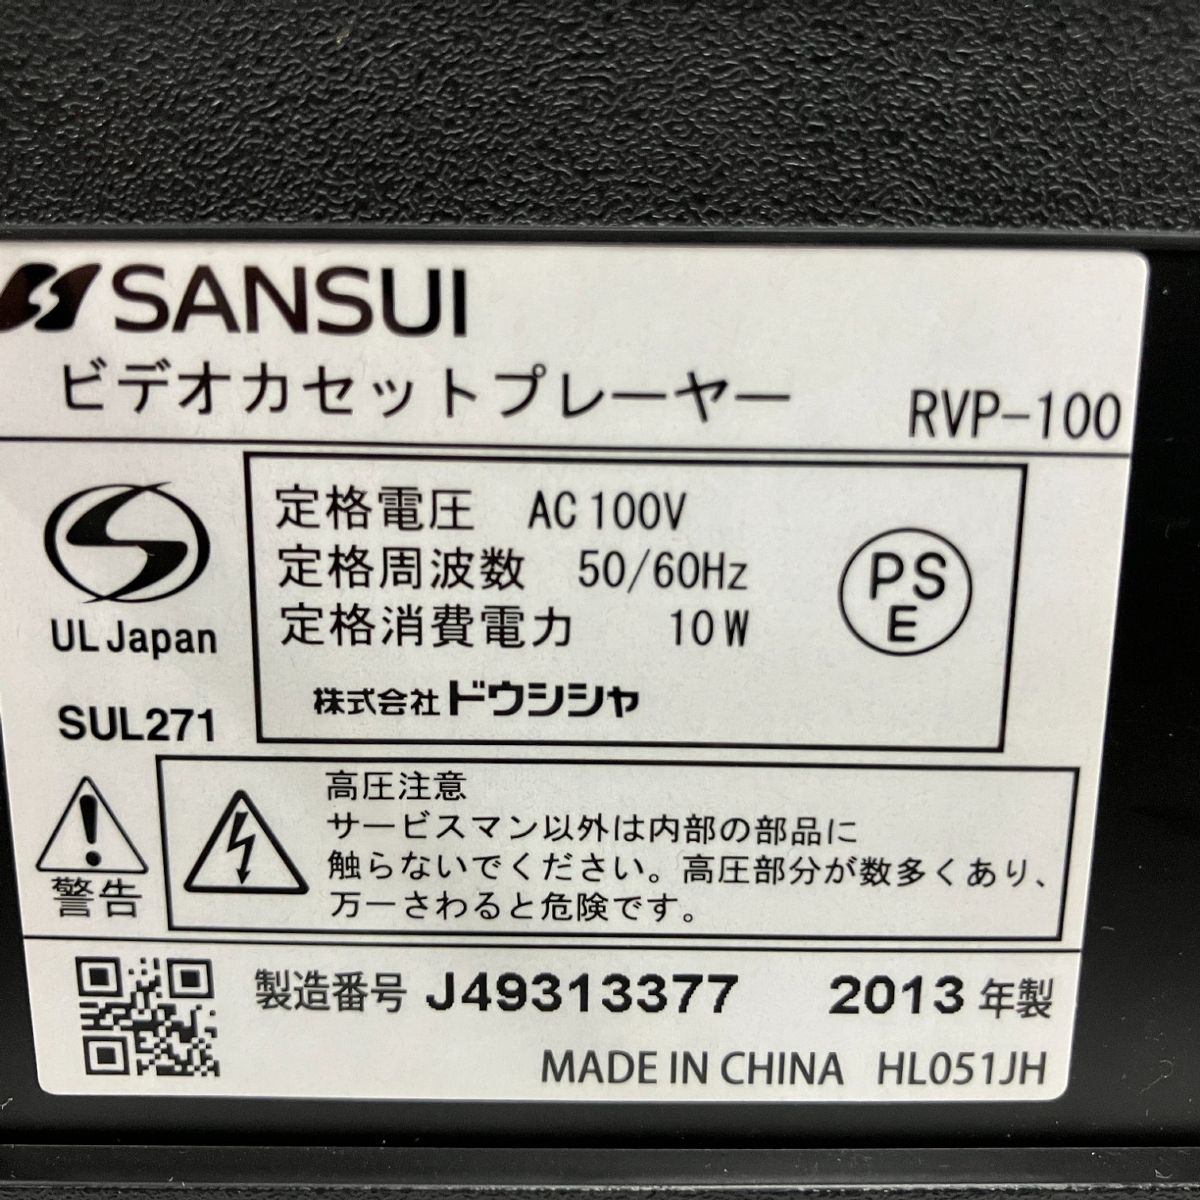 SANSUI
ビデオカセットプレーヤー RVP-100
UL Japan
SUL271
定格電圧 AC100V
定格周波数 50/60Hz
定格消費電力 10W
株式会社ドウシシャ
PS
E
警告
高圧注意
サービスマン以外は内部の部品に
触らないでください。高圧部分が数多くあり、
万一さわると危険です。
製造番号 J49313377 2013年製
MADE IN CHINA HL051JH